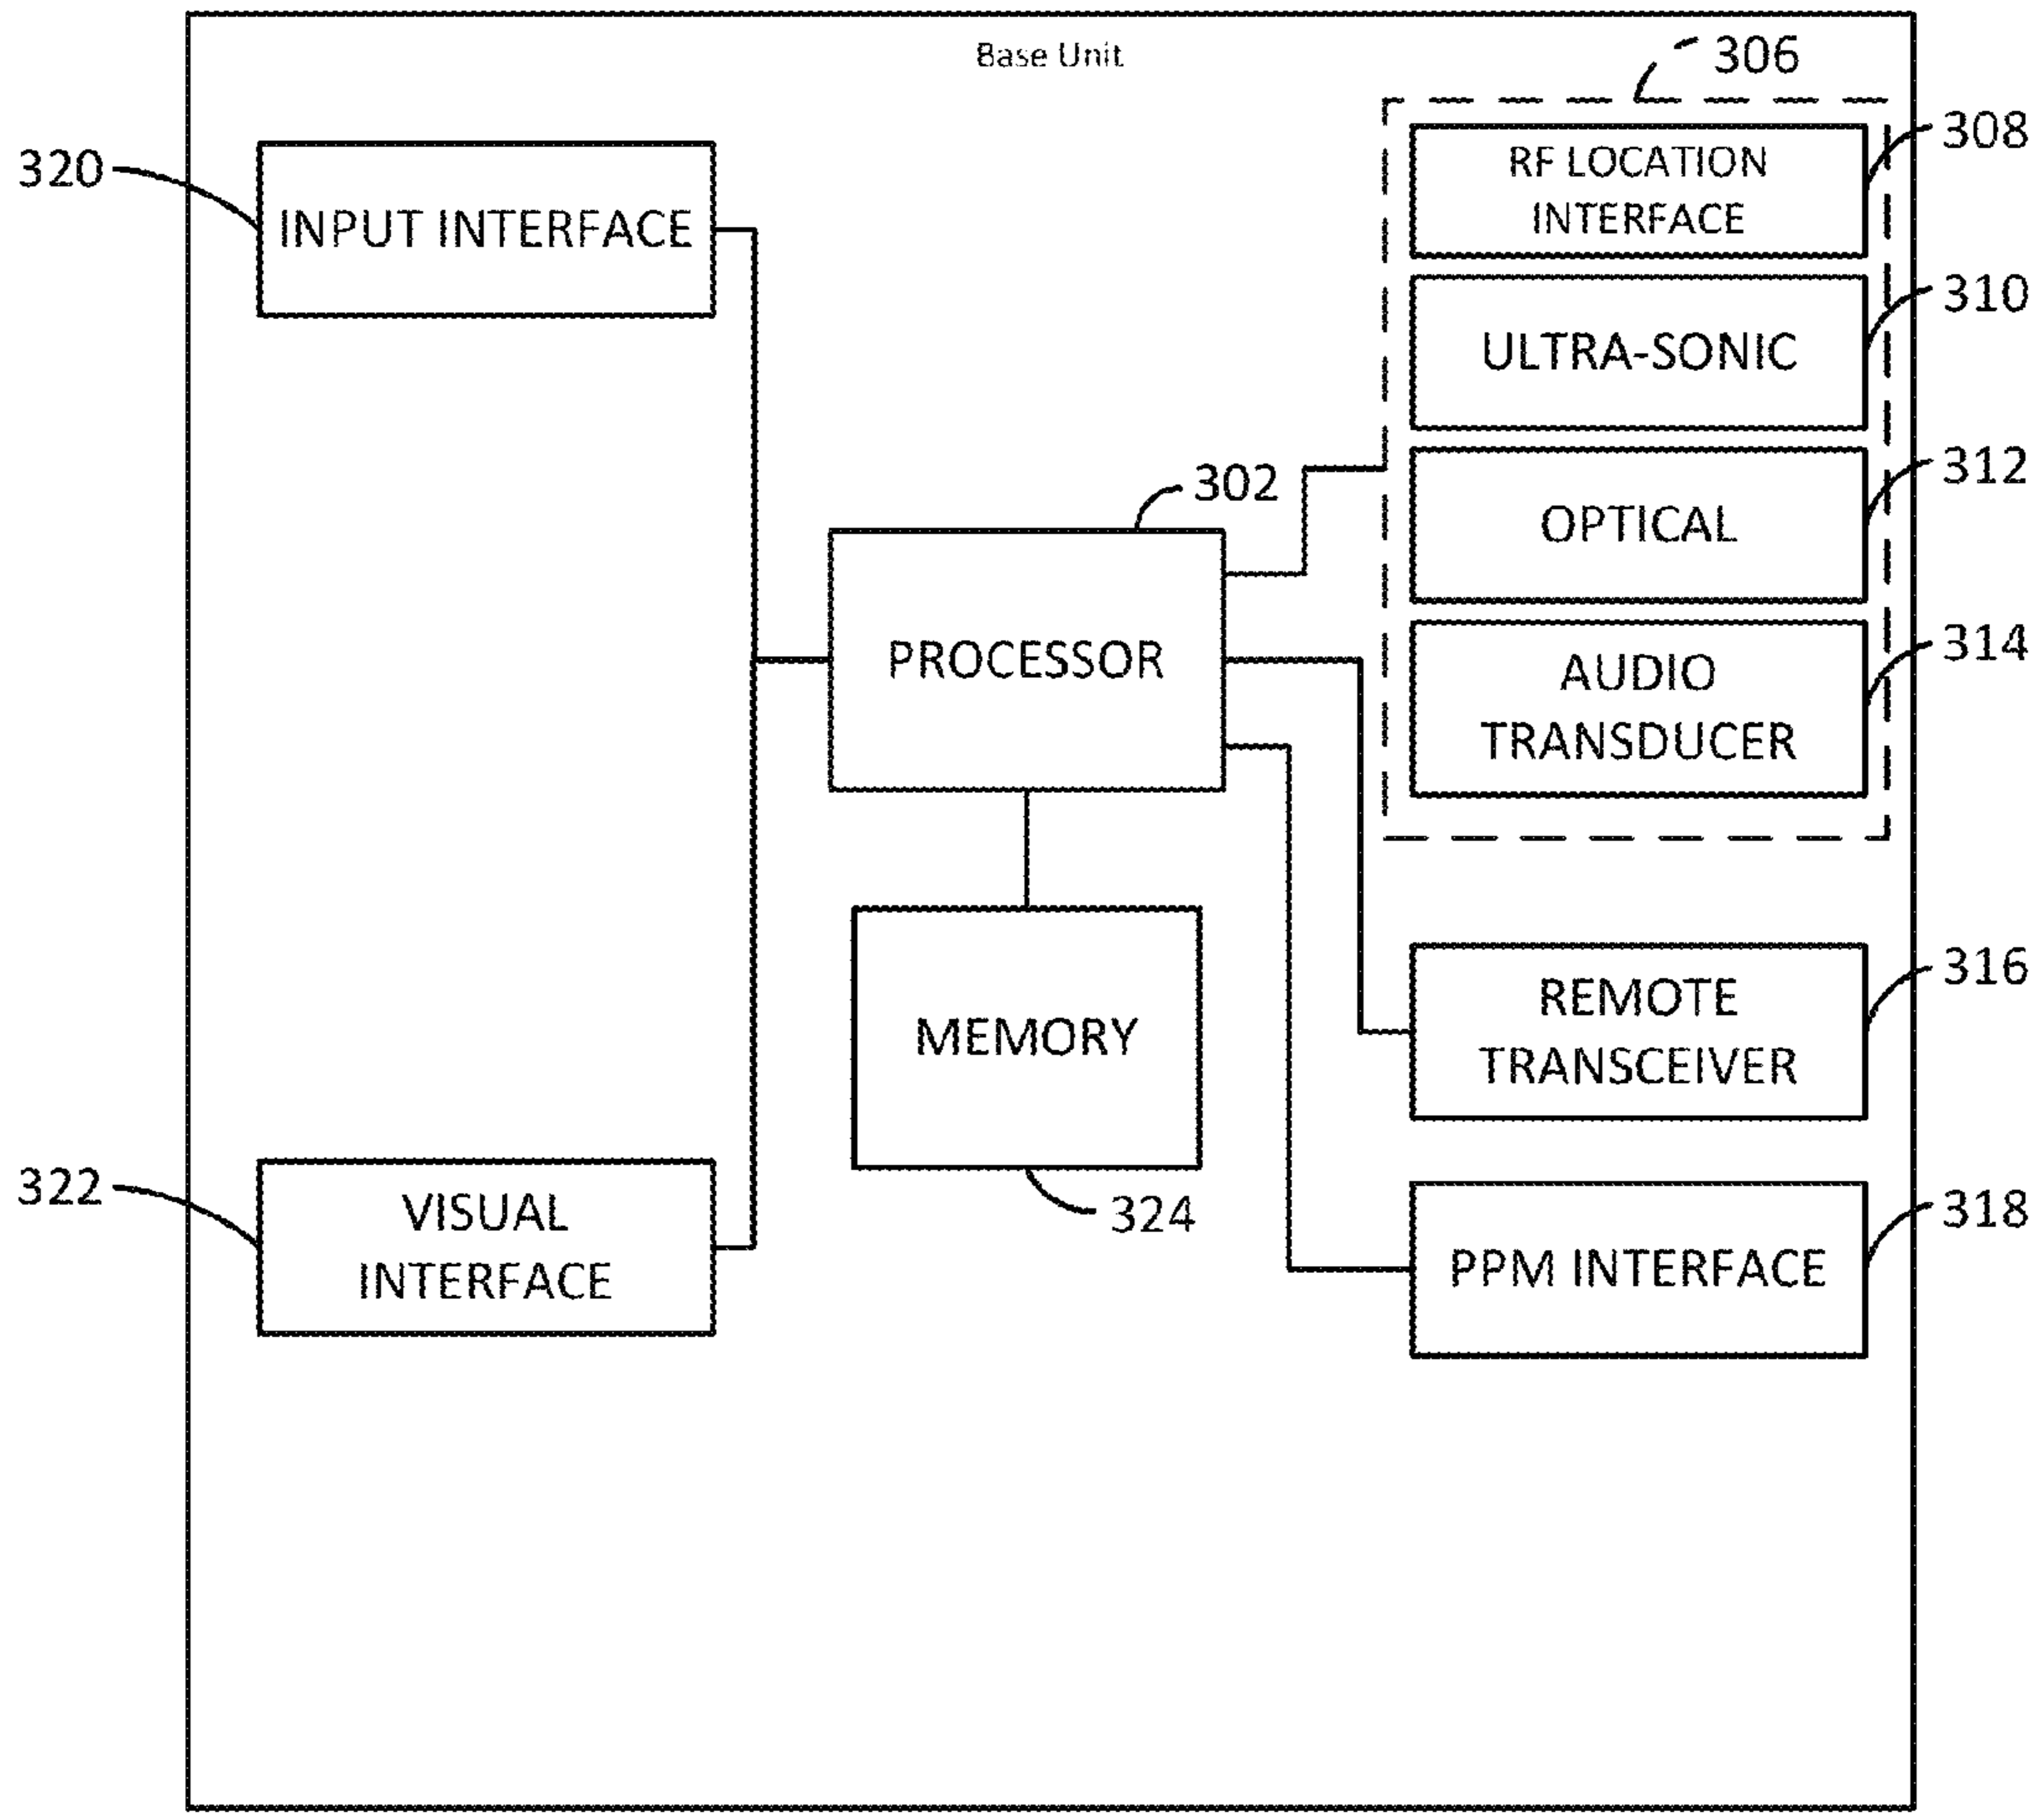 Base Unit
306
308
RF LOCATION
INTERFACE
320
INPUT INTERFACE
310
ULTRA-SONIC
302
312
OPTICAL
PROCESSOR
314
AUDIO
TRANSDUCER
MEMORY
324
316
REMOTE
TRANSCEIVER
322
VISUAL
INTERFACE
318
PPM INTERFACE